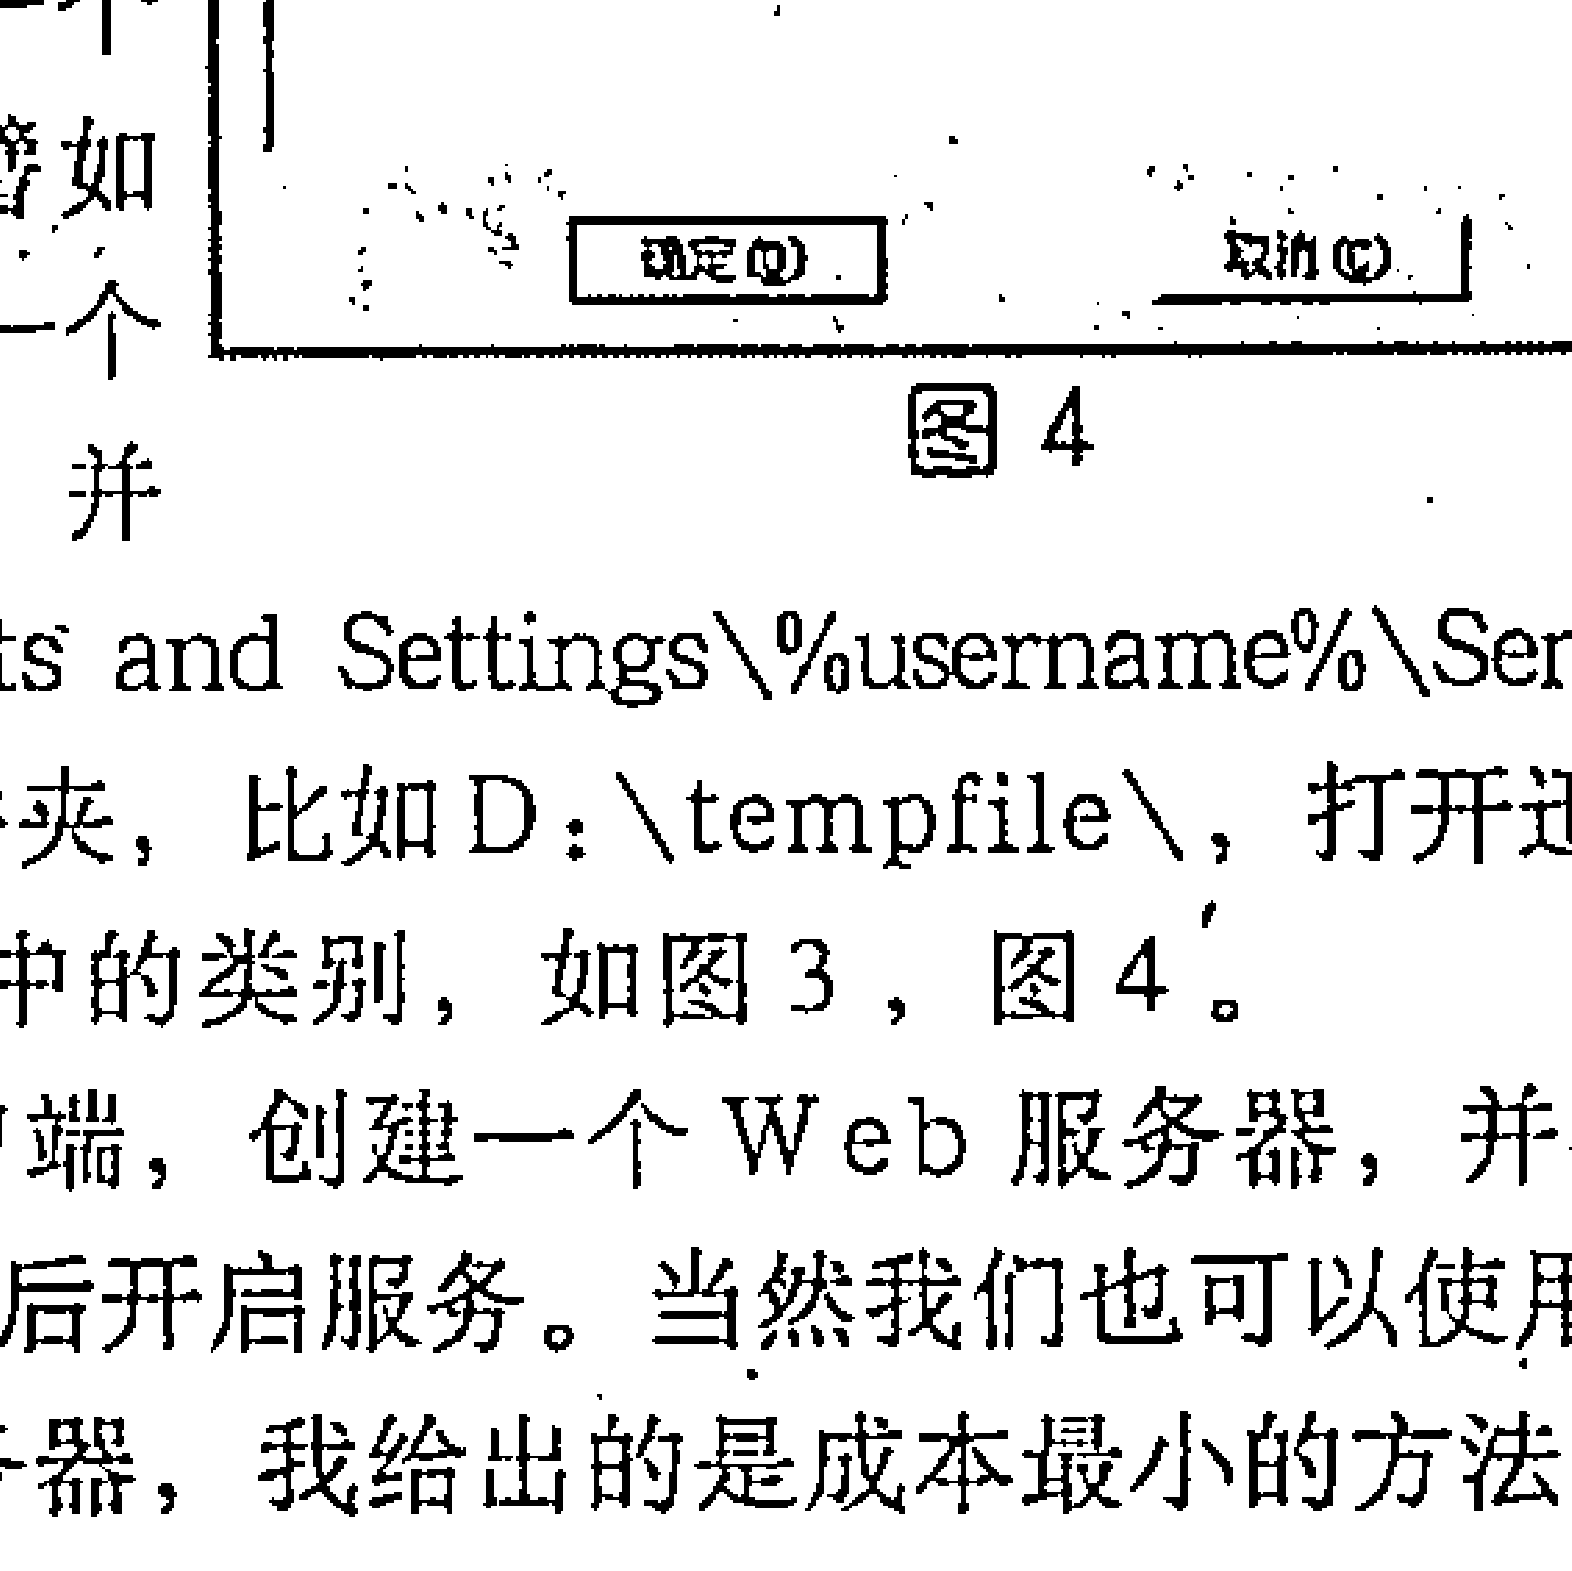 如
确定(O) 取消(C)
一个
图 4
并
ts and Settings\%username%\Ser
夹，比如D：\tempfile\，打开迅
中的类别，如图 3 ，图 4 。
端，创建一个 Web 服务器，并
后开启服务。当然我们也可以使用
器，我给出的是成本最小的方法